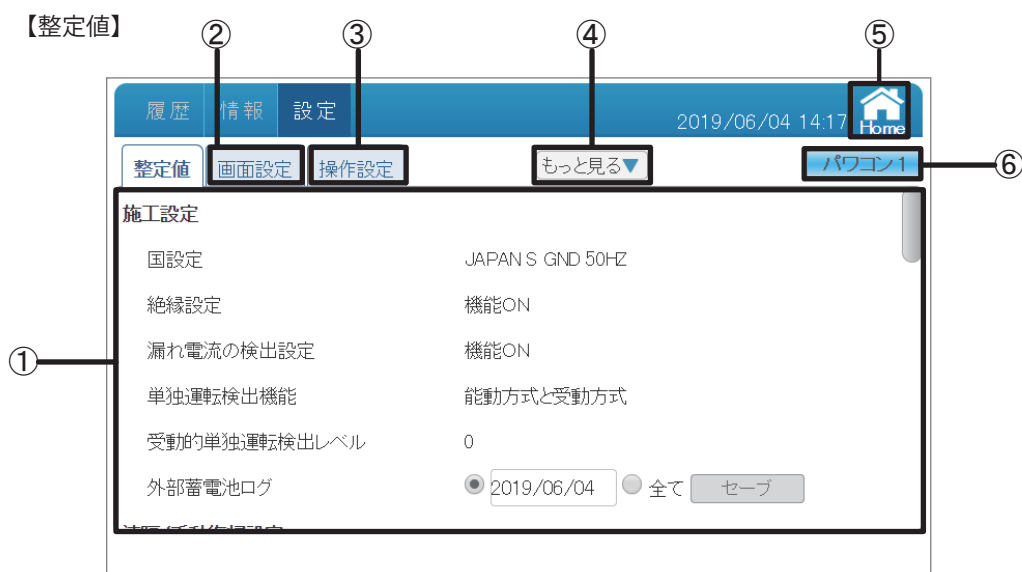 【整定値】
② ③ ④ ⑤
履歴 情報 設定
2019/06/04 14:17 Home
整定値 画面設定 操作設定 もっと見る▼ パワコン1
⑥
施工設定
国設定 JAPAN S GND 50HZ
絶縁設定 機能ON
漏れ電流の検出設定 機能ON
①
単独運転検出機能 能動方式と受動方式
受動的単独運転検出レベル 0
外部蓄電池ログ 2019/06/04 全て セーブ